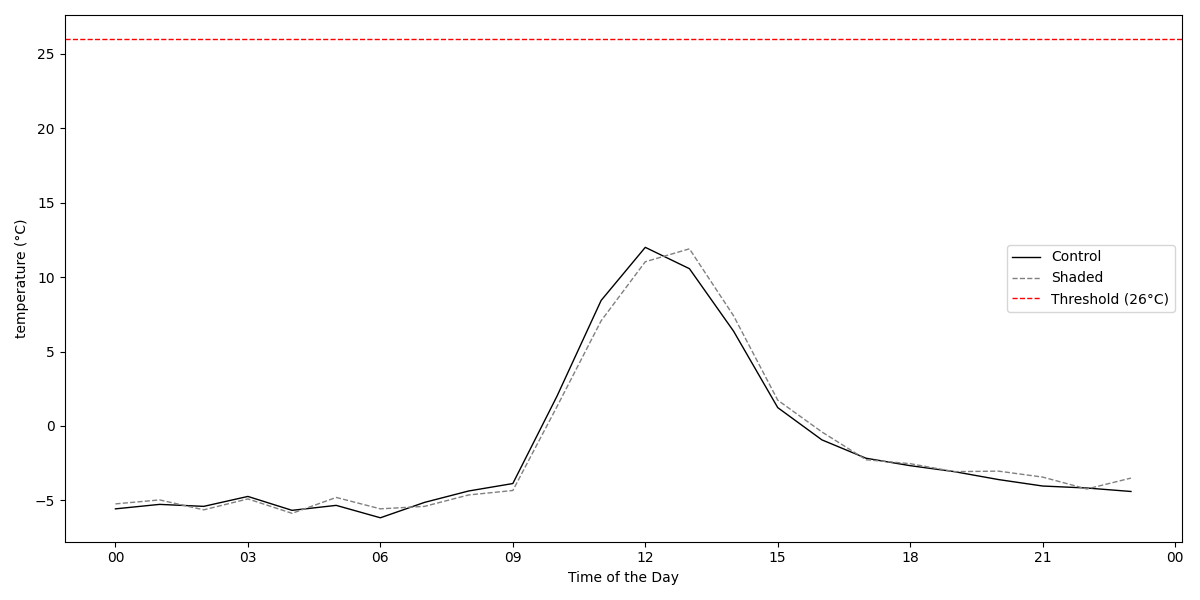 25
20
15
10
5
0
−5
temperature (°C)
Control
Shaded
Threshold (26°C)
00 03 06 09 12 15 18 21 00
Time of the Day